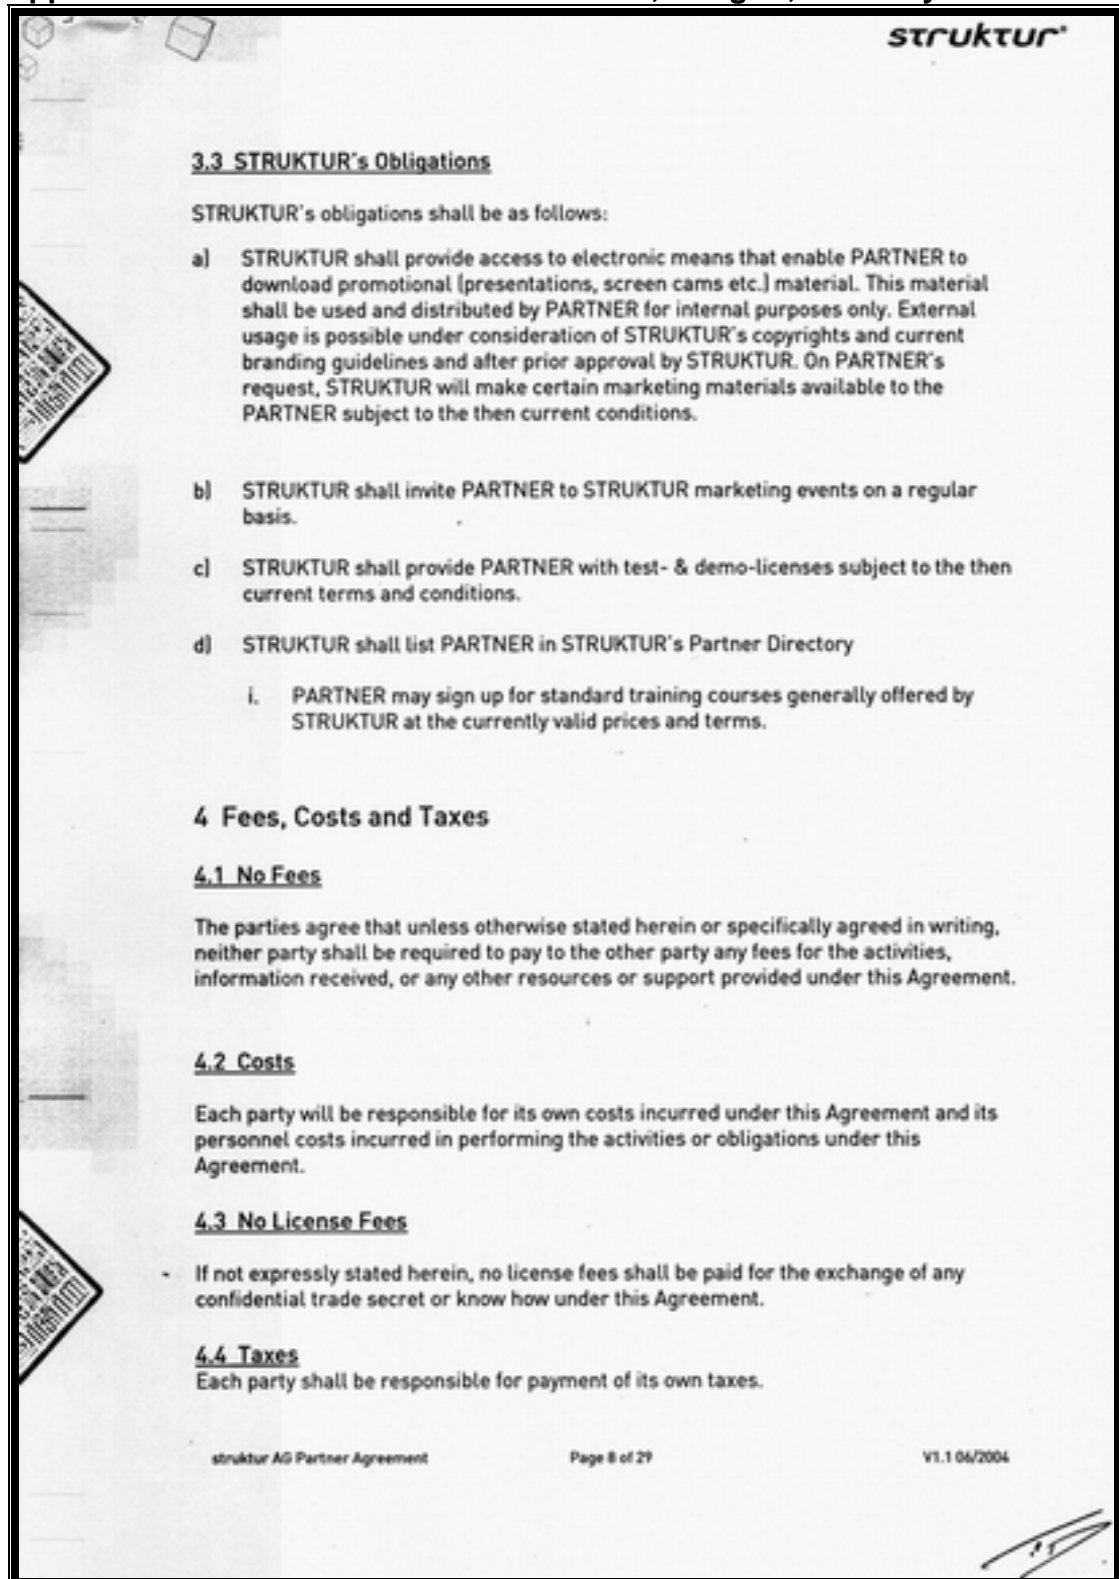 struktur®
3.3 STRUKTUR´s Obligations
STRUKTUR's obligations shall be as follows:
a) STRUKTUR shall provide access to electronic means that enable PARTNER to
download promotional (presentations, screen cams etc.) material. This material
shall be used and distributed by PARTNER for internal purposes only. External
usage is possible under consideration of STRUKTUR´s copyrights and current
branding guidelines and after prior approval by STRUKTUR. On PARTNER´s
request, STRUKTUR will make certain marketing materials available to the
PARTNER subject to the then current conditions.
b) STRUKTUR shall invite PARTNER to STRUKTUR marketing events on a regular
basis.
c) STRUKTUR shall provide PARTNER with test- & demo-licenses subject to the then
current terms and conditions.
d) STRUKTUR shall list PARTNER in STRUKTUR's Partner Directory
i. PARTNER may sign up for standard training courses generally offered by
STRUKTUR at the currently valid prices and terms.
4 Fees, Costs and Taxes
4.1 No Fees
The parties agree that unless otherwise stated herein or specifically agreed in writing,
neither party shall be required to pay to the other party any fees for the activities,
information received, or any other resources or support provided under this Agreement.
4.2 Costs
Each party will be responsible for its own costs incurred under this Agreement and its
personnel costs incurred in performing the activities or obligations under this
Agreement.
4.3 No License Fees
If not expressly stated herein, no license fees shall be paid for the exchange of any
confidential trade secret or know how under this Agreement.
4.4 Taxes
Each party shall be responsible for payment of its own taxes.
struktur AG Partner Agreement Page 8 of 29 V1.1 06/2004